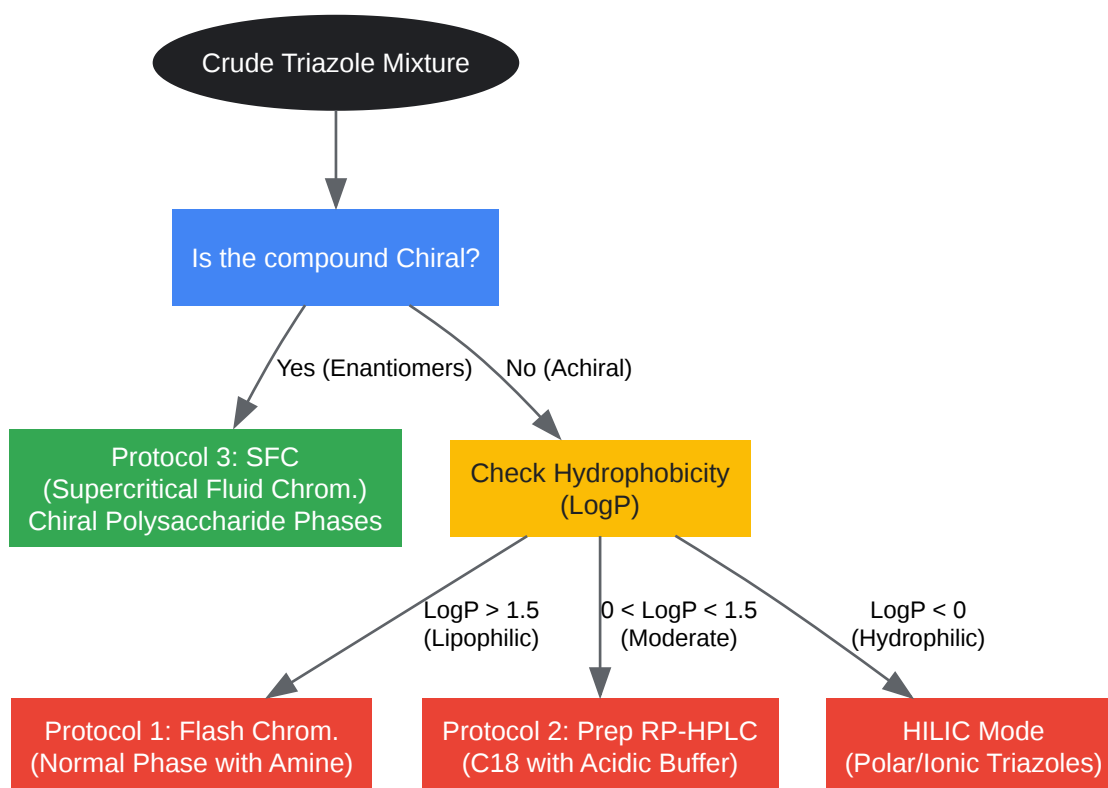 Crude Triazole Mixture
Is the compound Chiral?
Yes (Enantiomers)
No (Achiral)
Protocol 3: SFC
(Supercritical Fluid Chrom.)
Chiral Polysaccharide Phases
Check Hydrophobicity
(LogP)
LogP > 1.5
(Lipophilic)
0 < LogP < 1.5
(Moderate)
LogP < 0
(Hydrophilic)
Protocol 1: Flash Chrom.
(Normal Phase with Amine)
Protocol 2: Prep RP-HPLC
(C18 with Acidic Buffer)
HILIC Mode
(Polar/Ionic Triazoles)